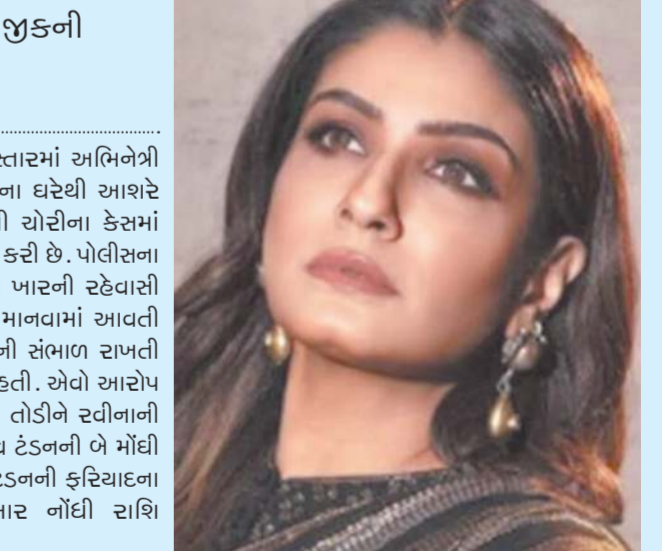 જીકની
સ્તારમાં અભિનેત્રી
ના ઘરેથી આશરે
ી ચોરીના કેસમાં
કરી છે. પોલીસના
ખારની રહેવાસી
માનવામાં આવતી
ની સંભાળ રાખતી
હતી. એવો આરોપ
તોડીને રવીનાની
ટંડનની બે મોંઘી
ડનની ફરિયાદના
નોંધી રાશિ